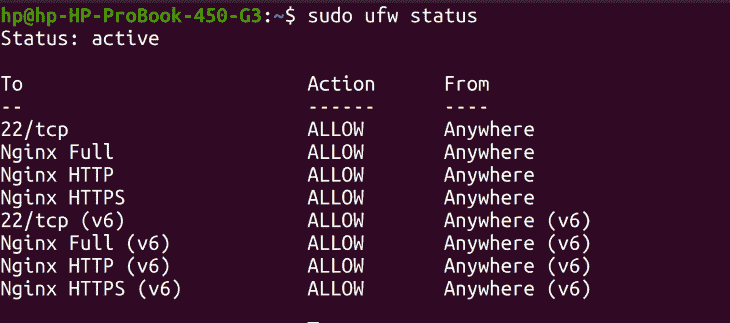 hp@hp-HP-ProBook-450-G3:~$ sudo ufw status
Status: active
To Action From
-- ------ ----
22/tcp ALLOW Anywhere
Nginx Full ALLOW Anywhere
Nginx HTTP ALLOW Anywhere
Nginx HTTPS ALLOW Anywhere
22/tcp (v6) ALLOW Anywhere (v6)
Nginx Full (v6) ALLOW Anywhere (v6)
Nginx HTTP (v6) ALLOW Anywhere (v6)
Nginx HTTPS (v6) ALLOW Anywhere (v6)